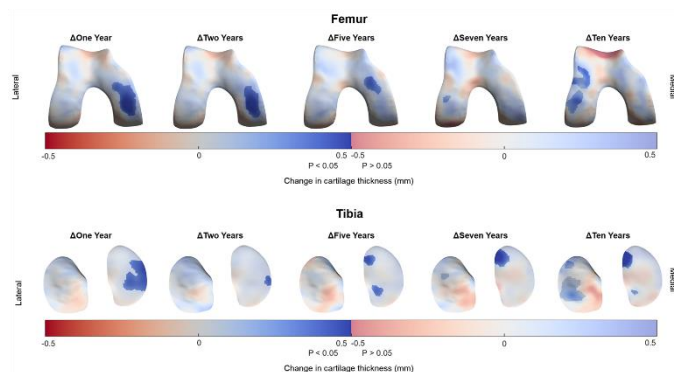 Femur
ΔOne Year ΔTwo Years ΔFive Years ΔSeven Years ΔTen Years
Lateral
-0.5 0 0.5 -0.5 0 0.5
P < 0.05 P > 0.05
Change in cartilage thickness (mm)
Tibia
ΔOne Year ΔTwo Years ΔFive Years ΔSeven Years ΔTen Years
Lateral
-0.5 0 0.5 -0.5 0 0.5
P < 0.05 P > 0.05
Change in cartilage thickness (mm)